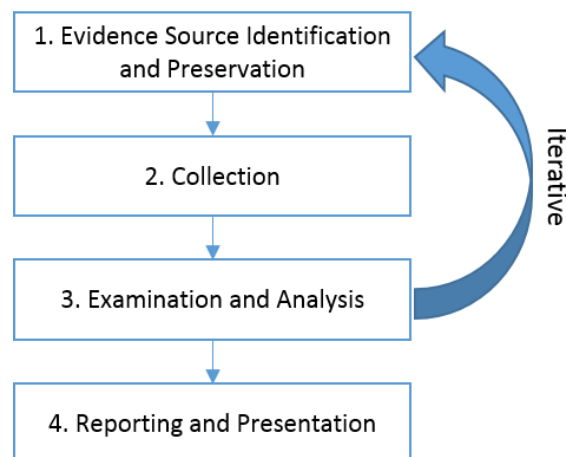 1. Evidence Source Identification
and Preservation
2. Collection
3. Examination and Analysis
4. Reporting and Presentation
Iterative